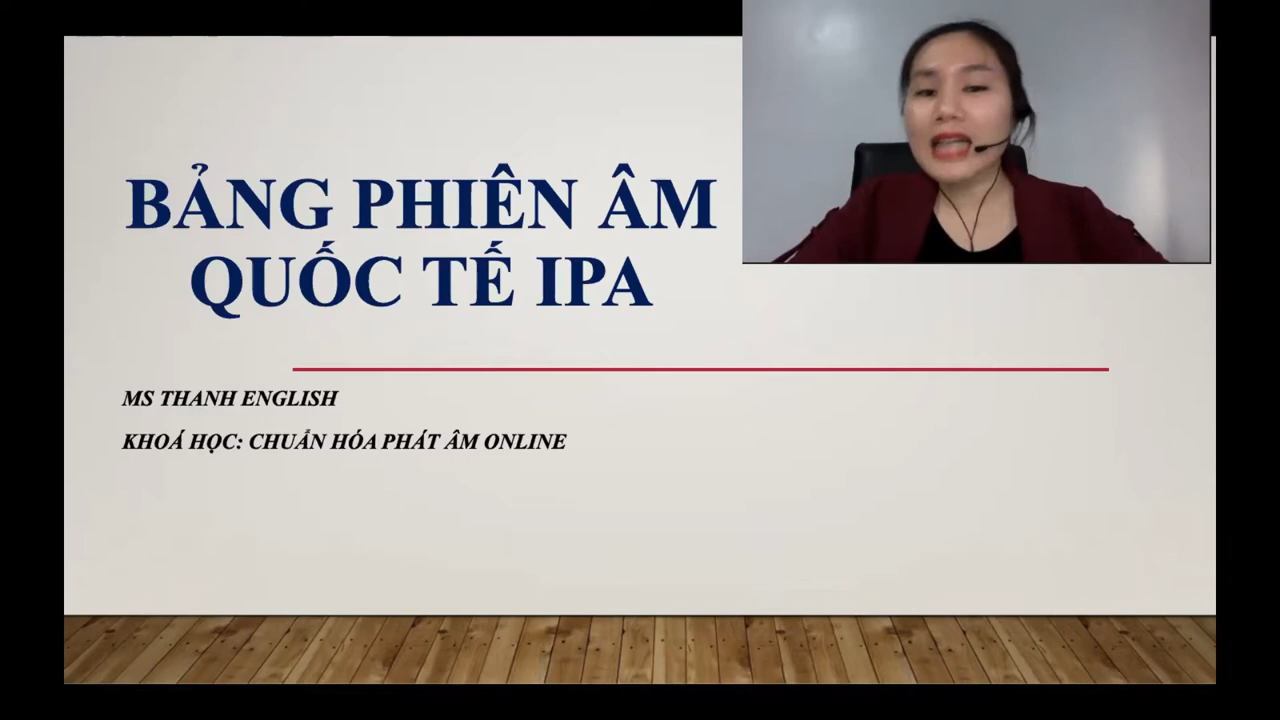 BẢNG PHIÊN ÂM
QUỐC TẾ IPA
MS THANH ENGLISH
KHOÁ HỌC: CHUẨN HÓA PHÁT ÂM ONLINE